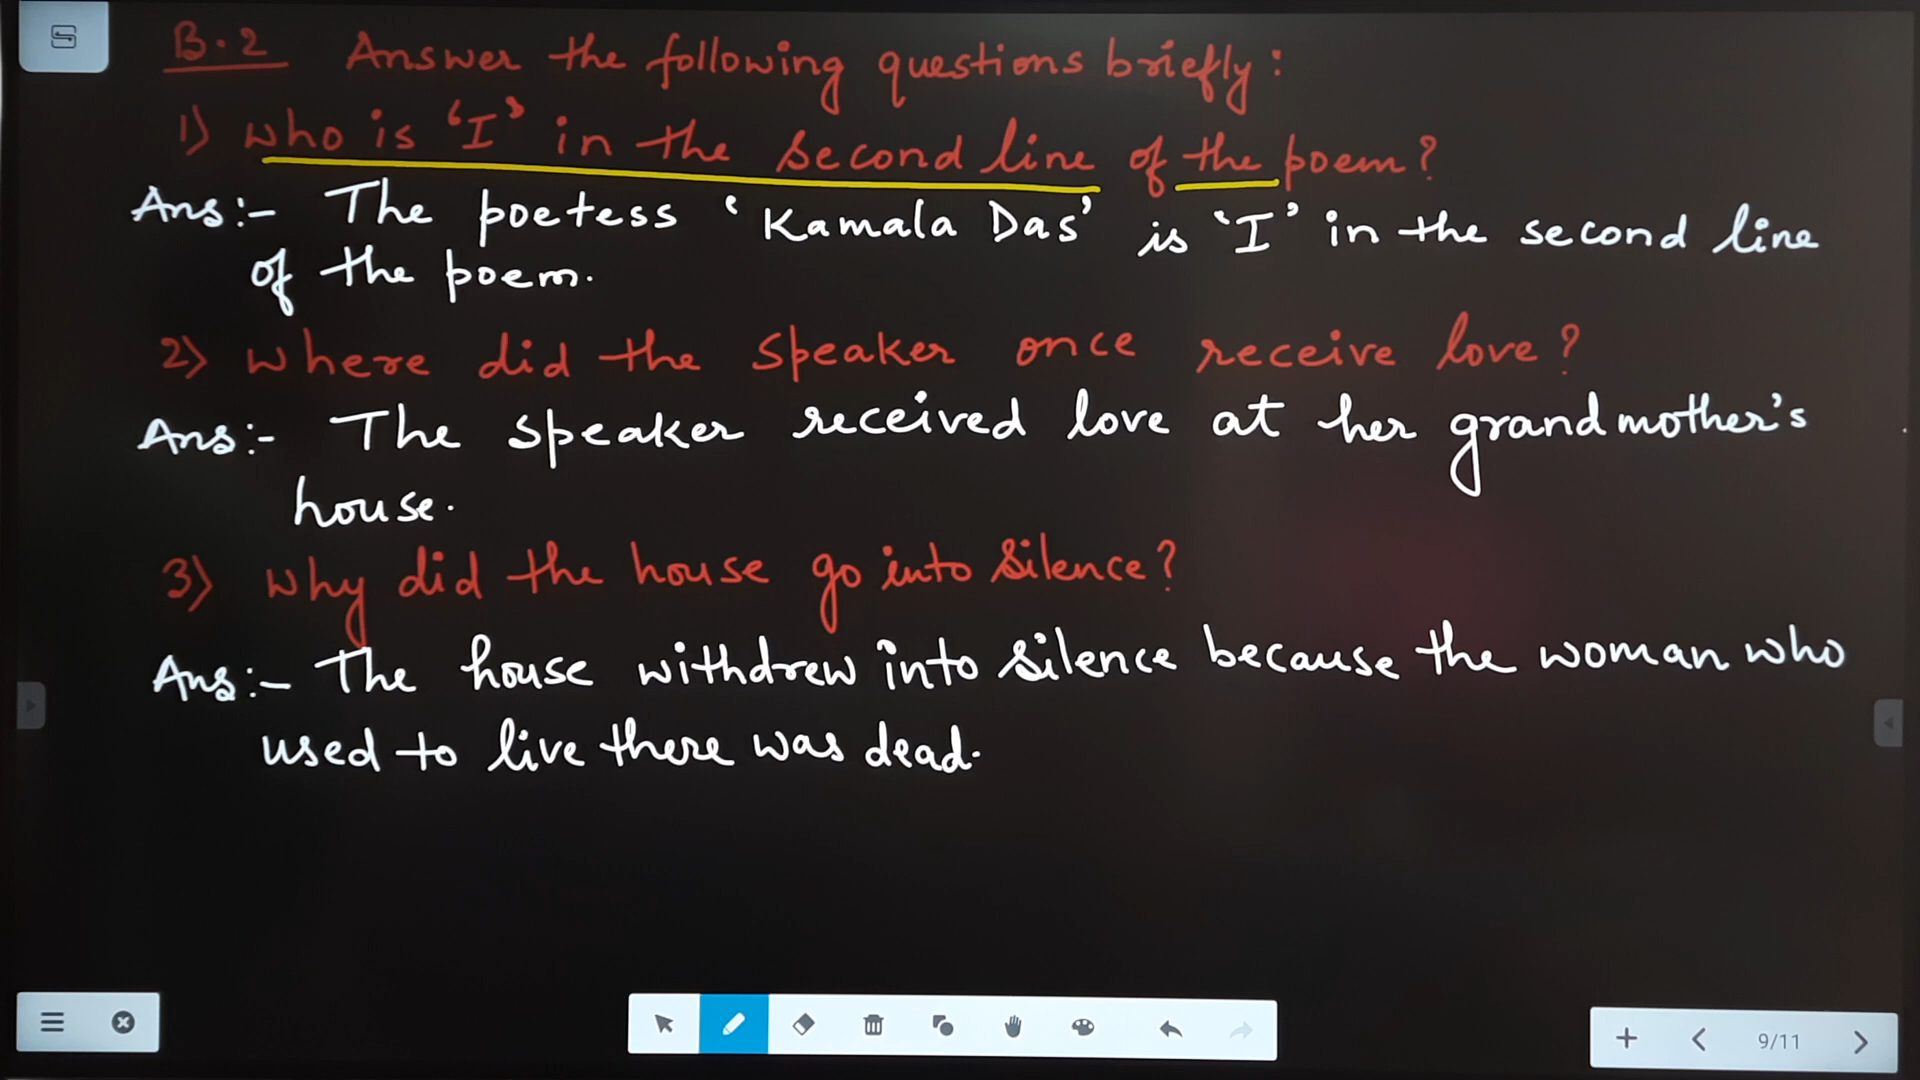 B.2 Answer the following questions briefly:
1) who is 'I' in the second line of the poem?
Ans:- The poetess 'Kamala Das' is 'I' in the second line
of the poem.
2) where did the speaker once receive love?
Ans:- The speaker received love at her grandmother's
house.
3) why did the house go into silence?
Ans:- The house withdrew into silence because the woman who
used to live there was dead.
9/11